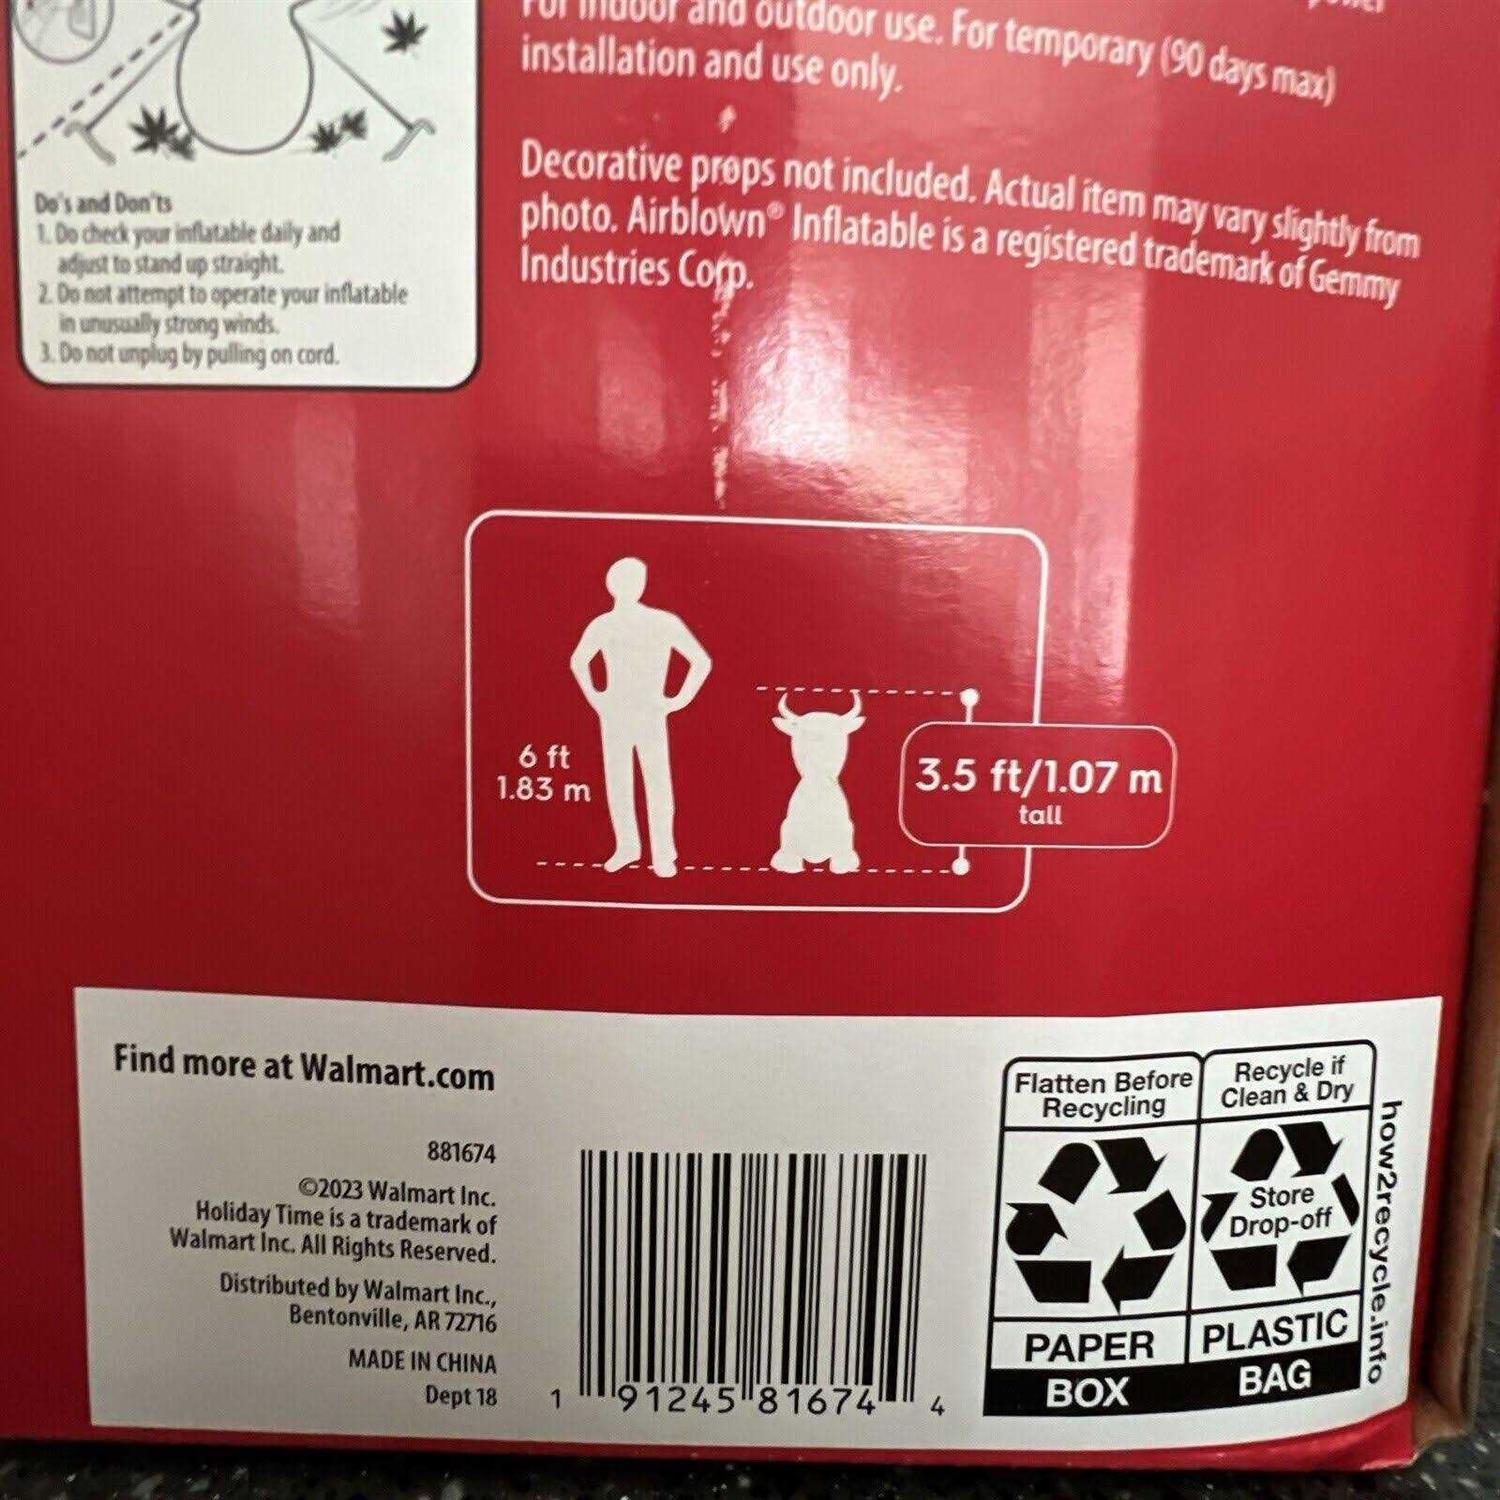 For indoor and outdoor use. For temporary (90 days max)
installation and use only.
Decorative props not included. Actual item may vary slightly from
photo. Airblown® Inflatable is a registered trademark of Gemmy
Industries Corp.
Do's and Don'ts
1. Do check your inflatable daily and
adjust to stand up straight.
2. Do not attempt to operate your inflatable
in unusually strong winds.
3. Do not unplug by pulling on cord.
6 ft
1.83 m
3.5 ft/1.07 m
tall
Find more at Walmart.com
881674
©2023 Walmart Inc.
Holiday Time is a trademark of
Walmart Inc. All Rights Reserved.
Distributed by Walmart Inc.,
Bentonville, AR 72716
MADE IN CHINA
Dept 18
1 91245 81674 4
Flatten Before
Recycling
PAPER
BOX
Recycle if
Clean & Dry
Store
Drop-off
PLASTIC
BAG
how2recycle.info